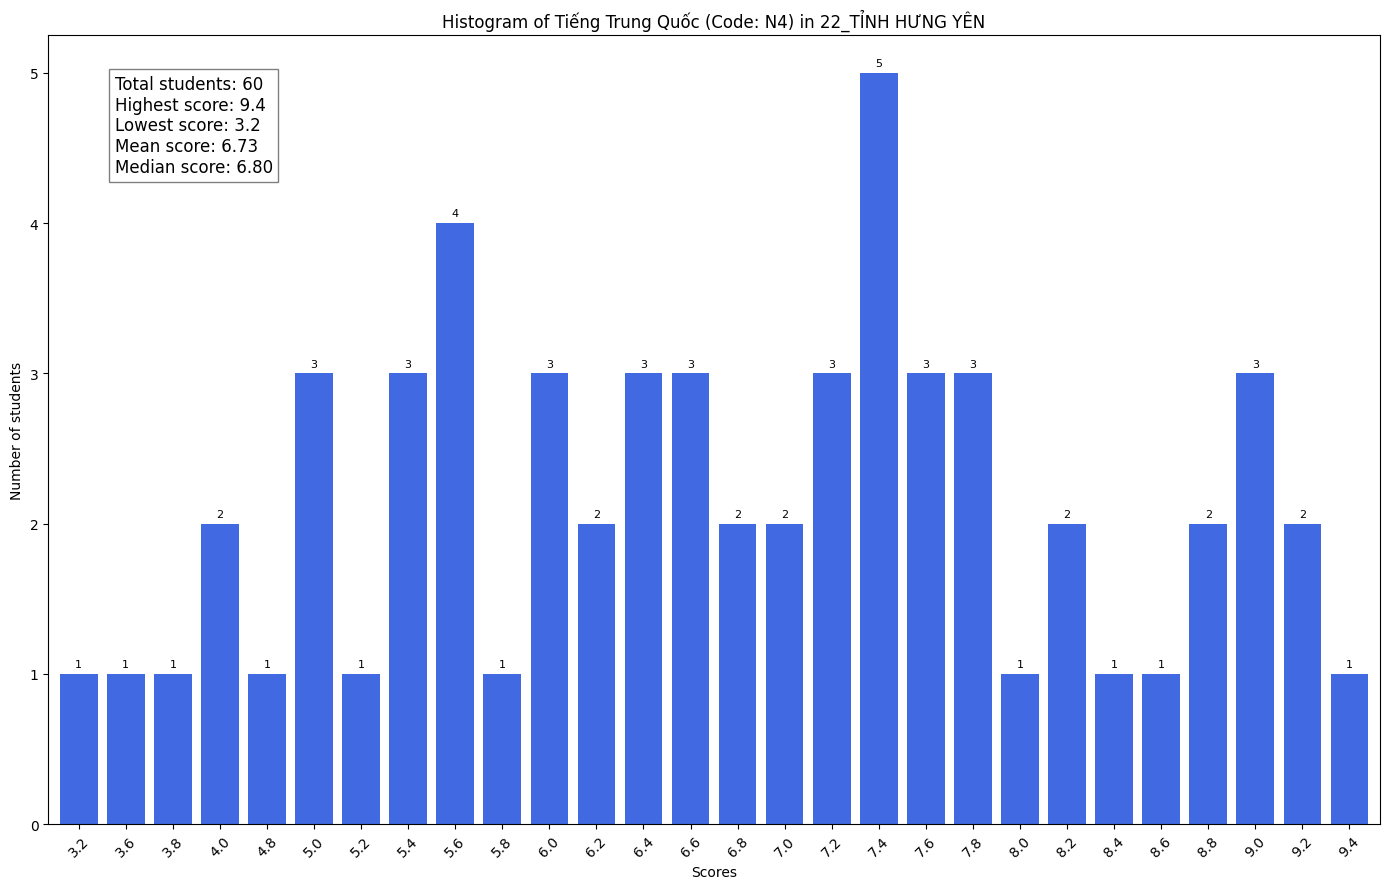 Histogram of Tiếng Trung Quốc (Code: N4) in 22_TỈNH HƯNG YÊN
Total students: 60
Highest score: 9.4
Lowest score: 3.2
Mean score: 6.73
Median score: 6.80
Number of students
5
4
3
2
1
0
1 1 1 2 1 3 1 3 4 1 3 2 3 3 2 2 3 5 3 3 1 2 1 1 2 3 2 1
3.2 3.6 3.8 4.0 4.8 5.0 5.2 5.4 5.6 5.8 6.0 6.2 6.4 6.6 6.8 7.0 7.2 7.4 7.6 7.8 8.0 8.2 8.4 8.6 8.8 9.0 9.2 9.4
Scores